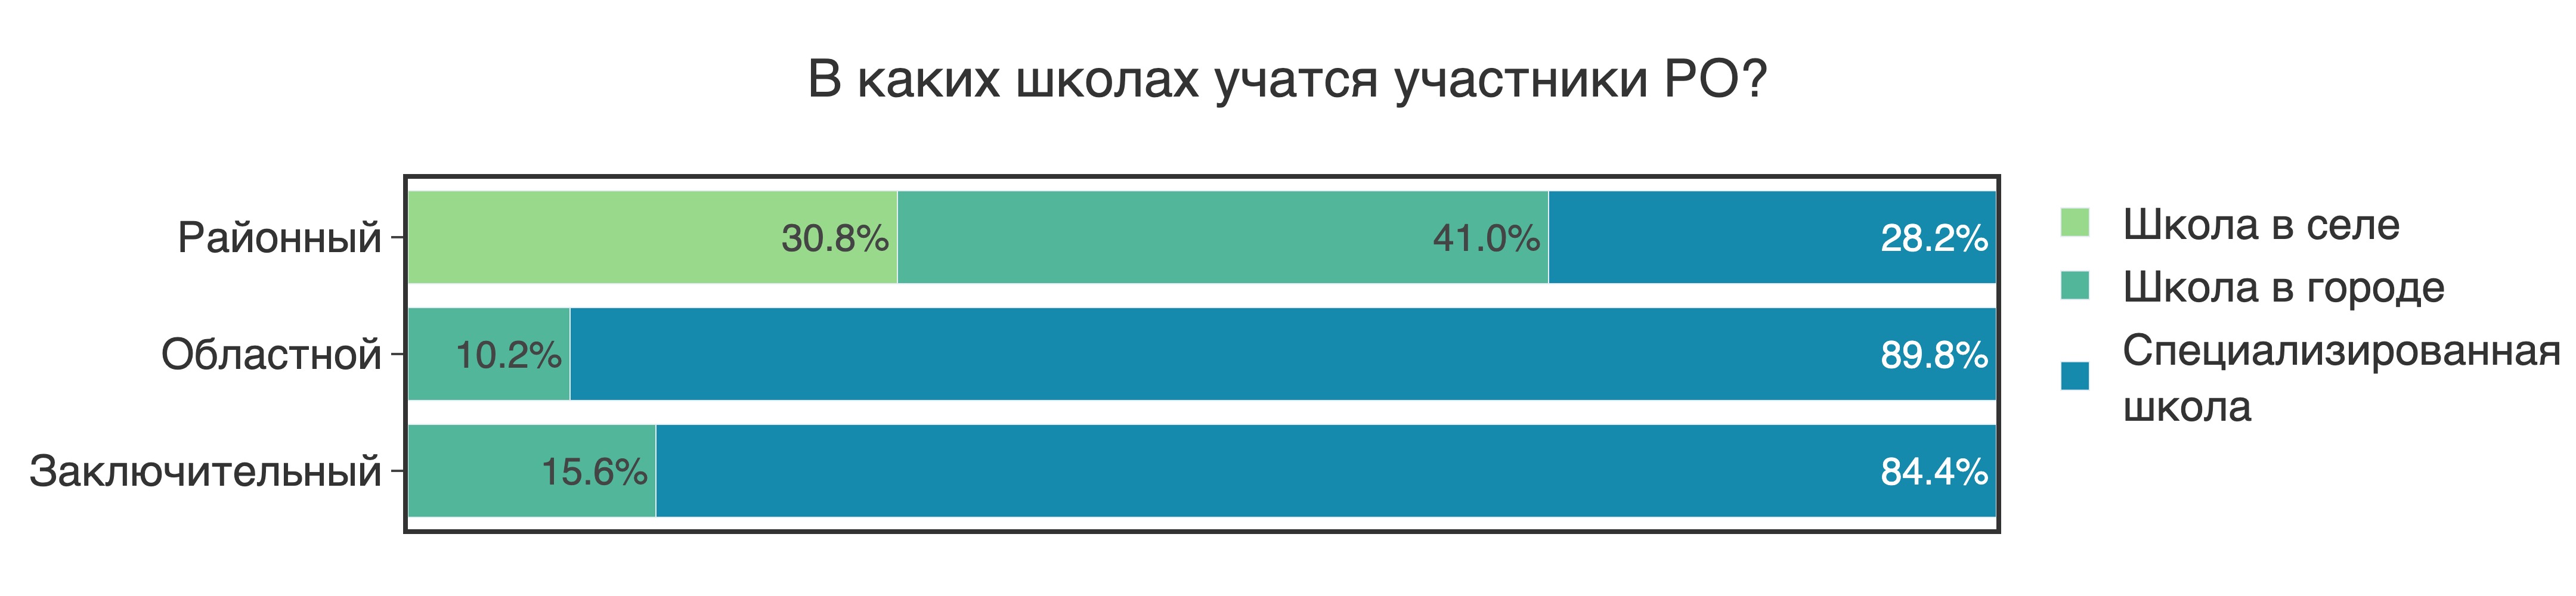 В каких школах учатся участники РО?
Районный
30.8%
41.0%
28.2%
Областной
10.2%
89.8%
Заключительный
15.6%
84.4%
Школа в селе
Школа в городе
Специализированная
школа